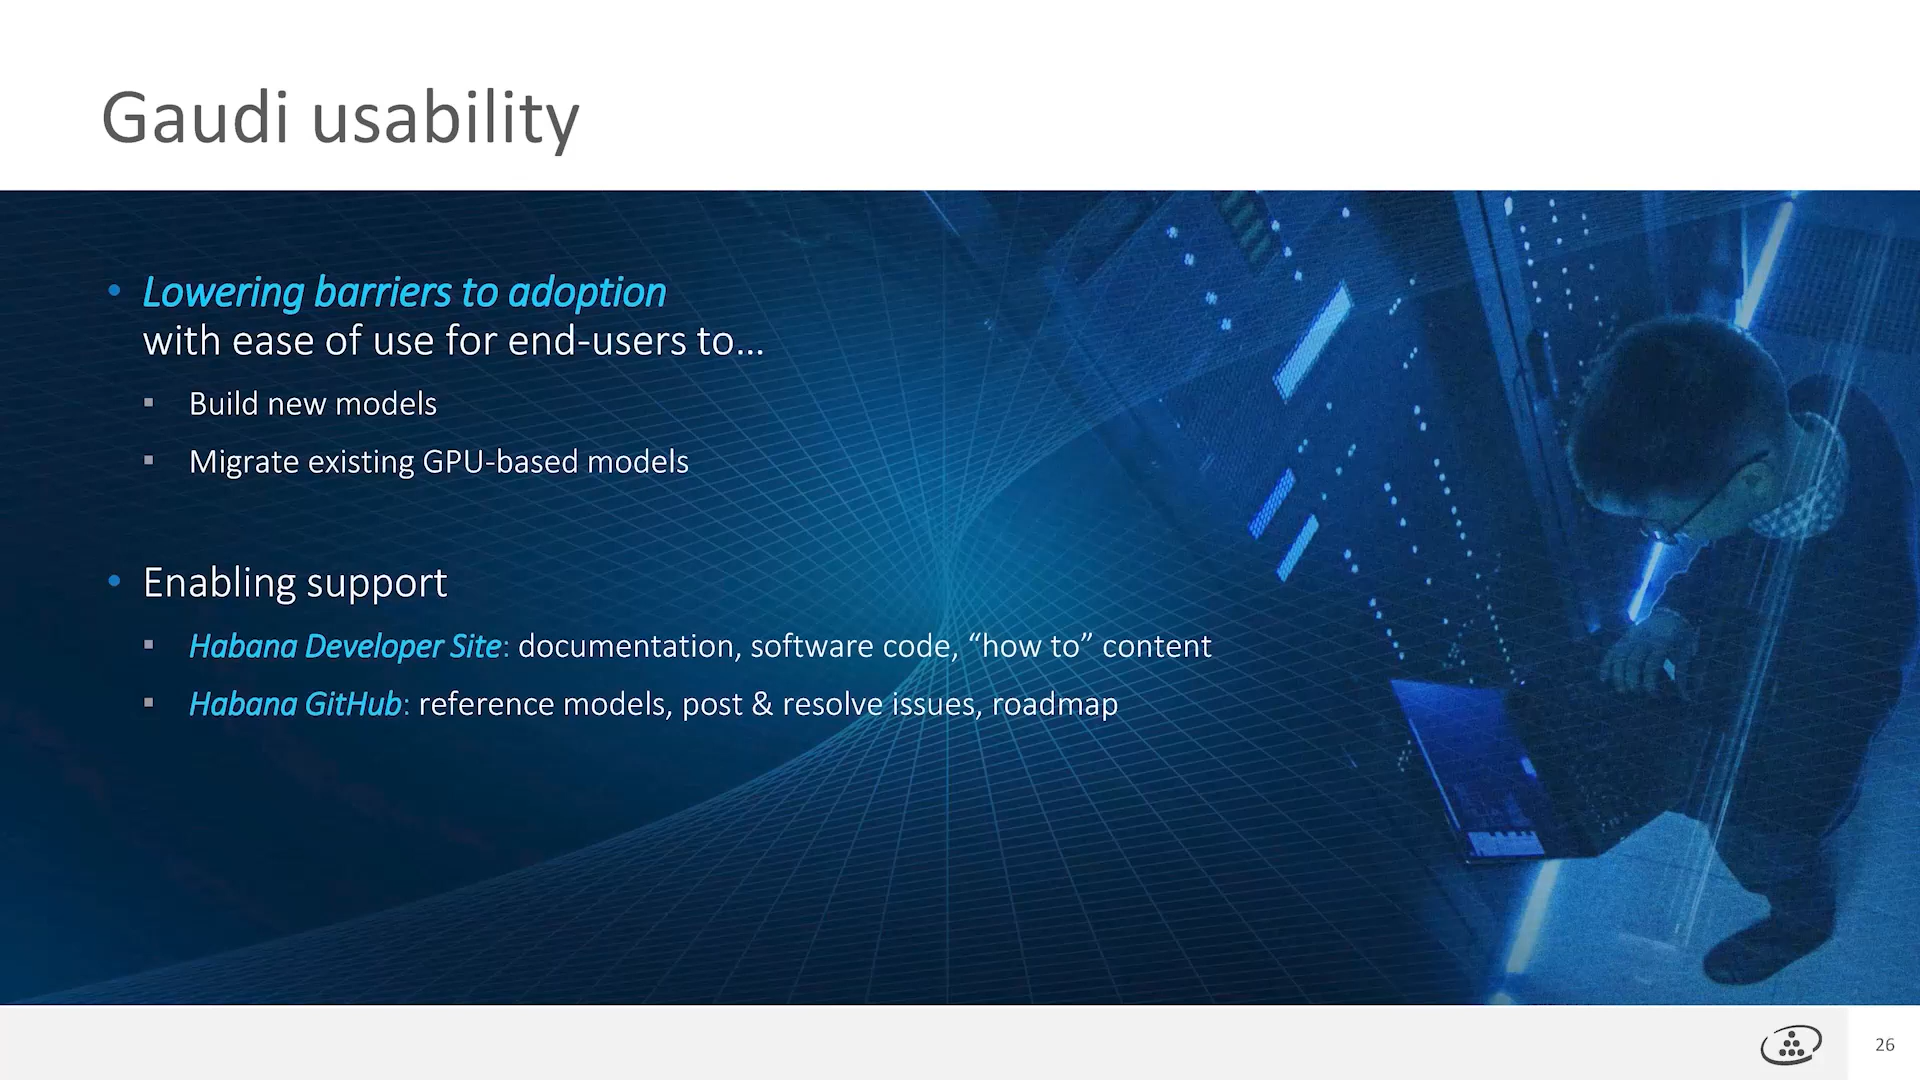 Gaudi usability
• Lowering barriers to adoption
with ease of use for end-users to…
▪ Build new models
▪ Migrate existing GPU-based models
• Enabling support
▪ Habana Developer Site: documentation, software code, “how to” content
▪ Habana GitHub: reference models, post & resolve issues, roadmap
26